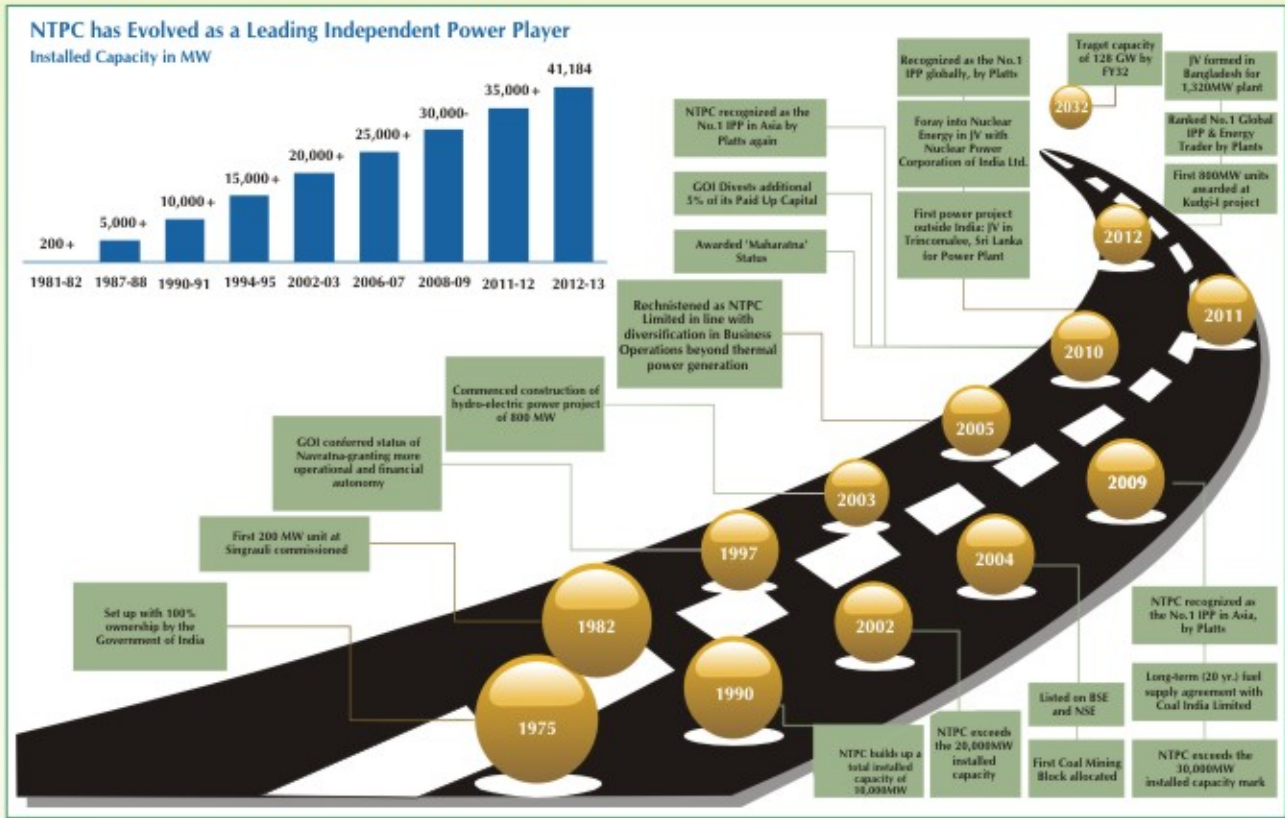 NTPC has Evolved as a Leading Independent Power Player
Installed Capacity in MW
200+
5,000+
10,000+
15,000+
20,000+
25,000+
30,000-
35,000+
41,184
1981-82
1987-88
1990-91
1994-95
2002-03
2006-07
2008-09
2011-12
2012-13
Recognized as the No.1
IPP globally, by Platts
Foray into Nuclear
Energy in JV with
Nuclear Power
Corporation of India Ltd.
First power project
outside India: JV in
Trincomalee, Sri Lanka
for Power Plant
Traget capacity
of 128 GW by
FY32
2032
JV formed in
Bangladesh for
1,320MW plant
Ranked No.1 Global
IPP & Energy
Trader by Plants
First 800MW units
awarded at
Kudgi-I project
NTPC recognized as the
No.1 IPP in Asia by
Platts again
GOI Divests additional
5% of its Paid Up Capital
Awarded 'Maharatna'
Status
Rechnistened as NTPC
Limited in line with
diversification in Business
Operations beyond thermal
power generation
Commenced construction of
hydro-electric power project
of 800 MW
GOI conferred status of
Navratna-granting more
operational and financial
autonomy
First 200 MW unit at
Singrauli commissioned
Set up with 100%
ownership by the
Government of India
2012
2011
2010
2005
2009
2003
2004
1997
2002
1982
1990
1975
NTPC builds up a
total installed
capacity of
10,000MW
NTPC exceeds
the 20,000MW
installed
capacity
Listed on BSE
and NSE
First Coal Mining
Block allocated
NTPC recognized as
the No.1 IPP in Asia,
by Platts
Long-term (20 yr.) fuel
supply agreement with
Coal India Limited
NTPC exceeds the
30,000MW
installed capacity mark